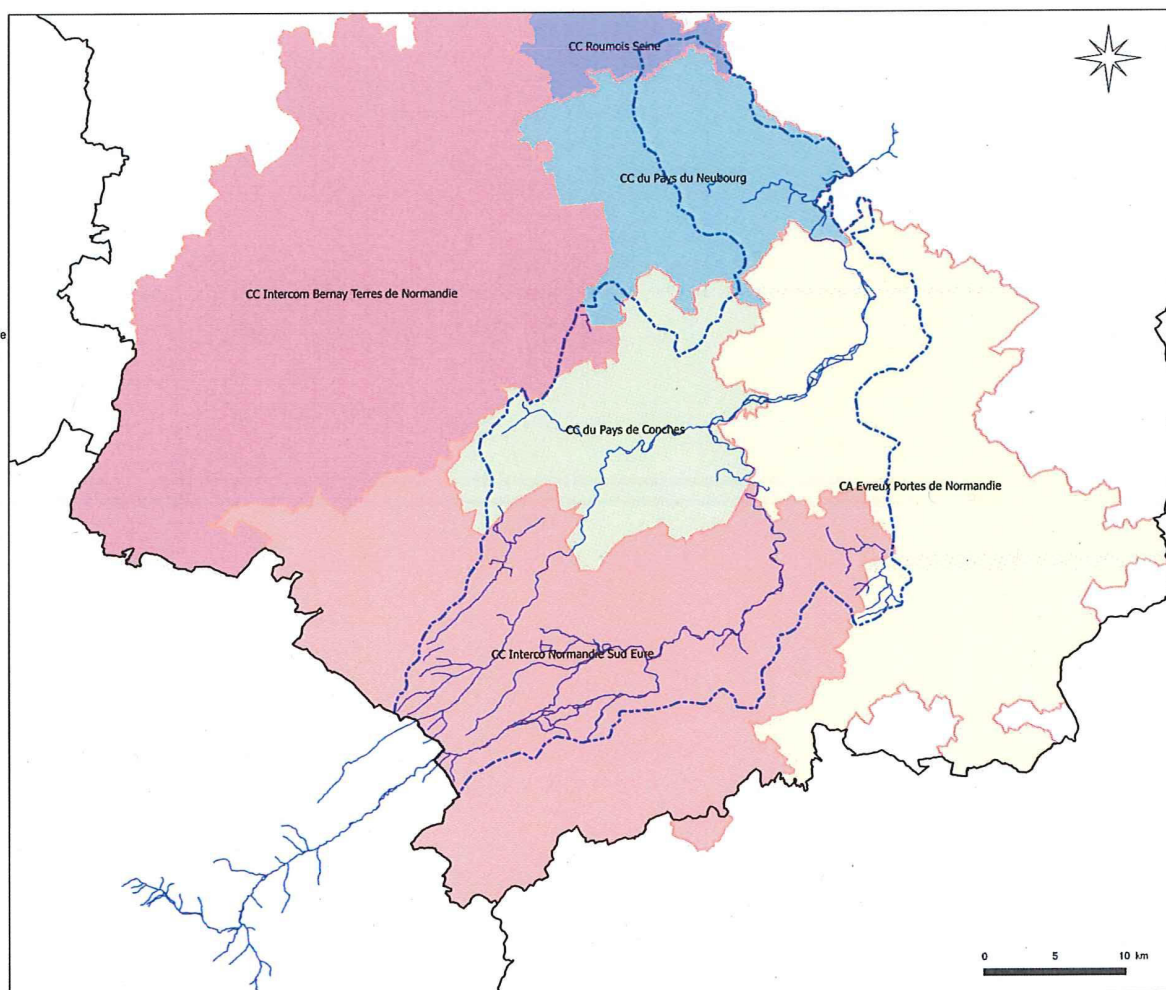 CC Roumois Seine
CC du Pays du Neubourg
CC Intercom Bernay Terres de Normandie
e
CC du Pays de Conches
CA Evreux Portes de Normandie
CC Interco Normandie Sud Eure
0 5 10 km